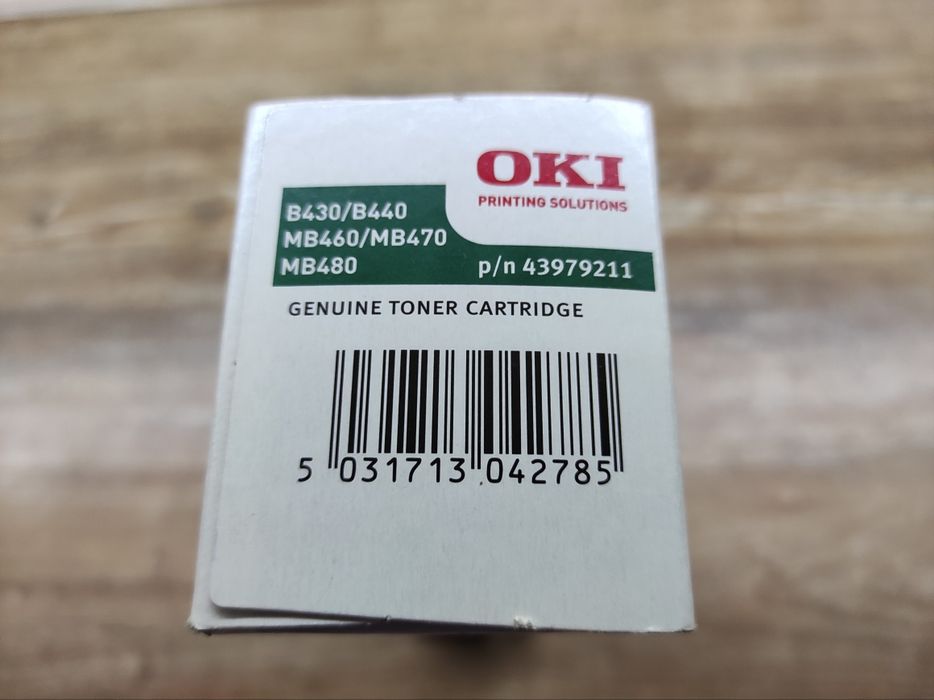 OKI
PRINTING SOLUTIONS
B430/B440
MB460/MB470
MB480
p/n 43979211
GENUINE TONER CARTRIDGE
5 031713 042785